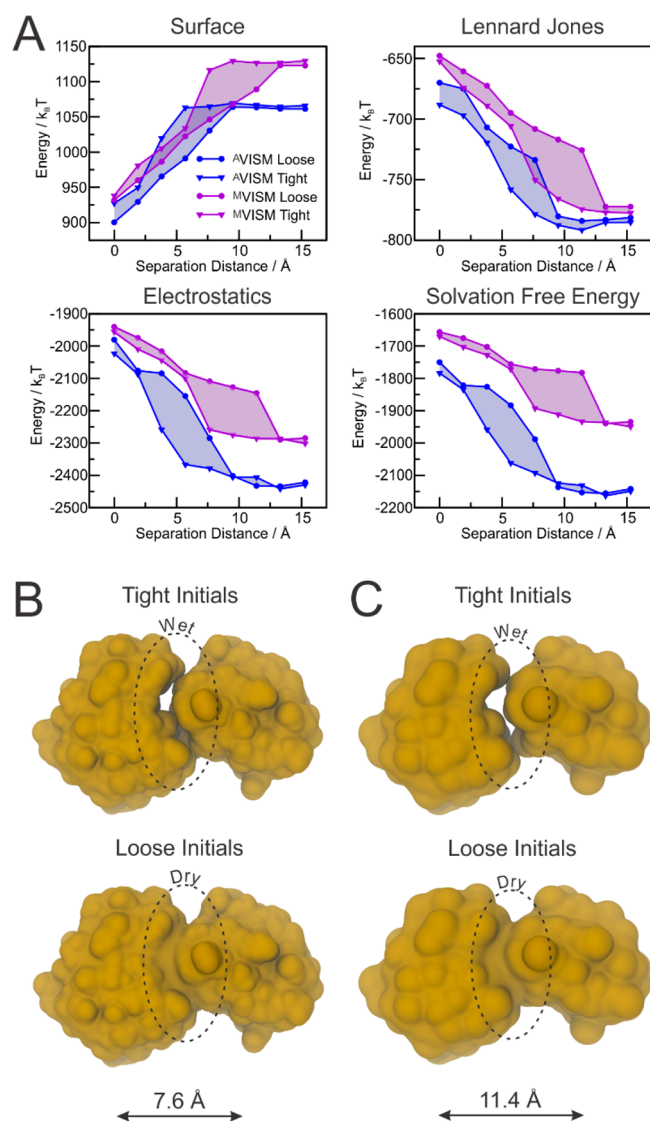 A
Surface
Energy / kBT
1150
1100
1050
1000
950
900
0 5 10 15
Separation Distance / Å
AVISM Loose
AVISM Tight
MVISM Loose
MVISM Tight
Lennard Jones
Energy / kBT
-650
-700
-750
-800
0 5 10 15
Separation Distance / Å
Electrostatics
Energy / kBT
-1900
-2000
-2100
-2200
-2300
-2400
-2500
0 5 10 15
Separation Distance / Å
Solvation Free Energy
Energy / kBT
-1600
-1700
-1800
-1900
-2000
-2100
-2200
0 5 10 15
Separation Distance / Å
B
Tight Initials
Wet
Loose Initials
Dry
7.6 Å
C
Tight Initials
Wet
Loose Initials
Dry
11.4 Å